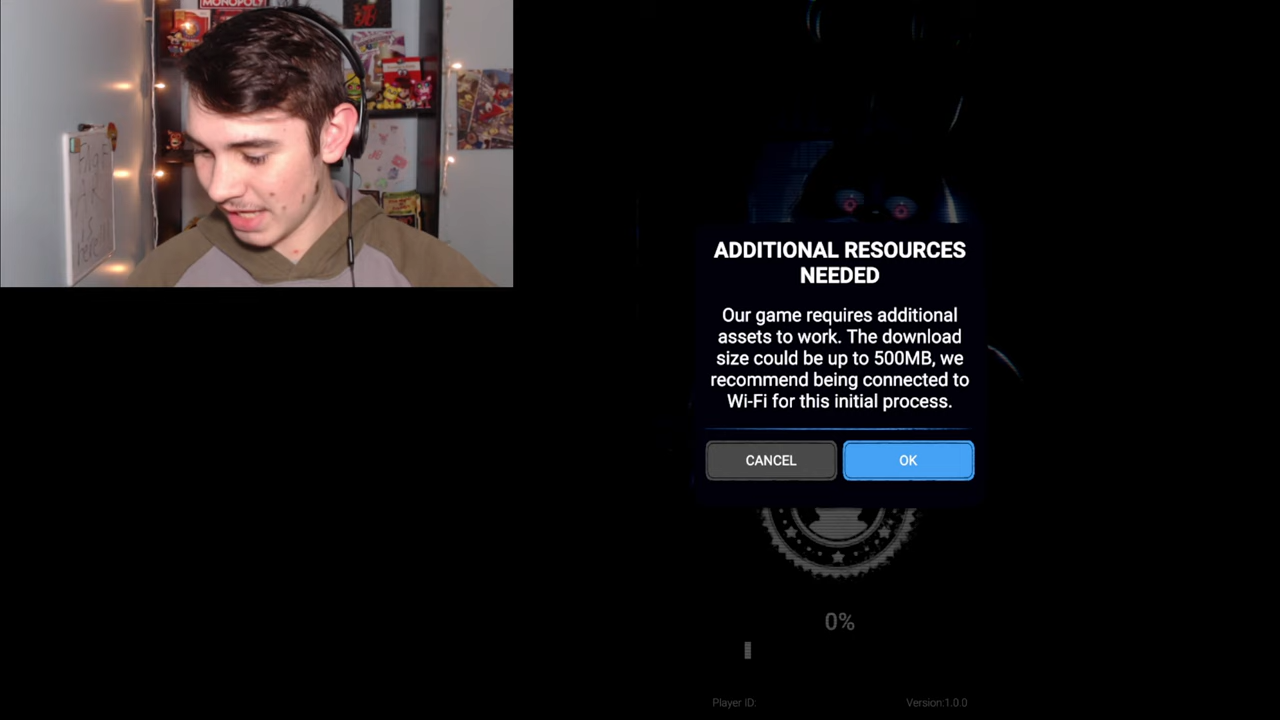 MONOPOLY
ADDITIONAL RESOURCES
NEEDED
Our game requires additional
assets to work. The download
size could be up to 500MB, we
recommend being connected to
Wi-Fi for this initial process.
CANCEL
OK
0%
Player ID:
Version:1.0.0